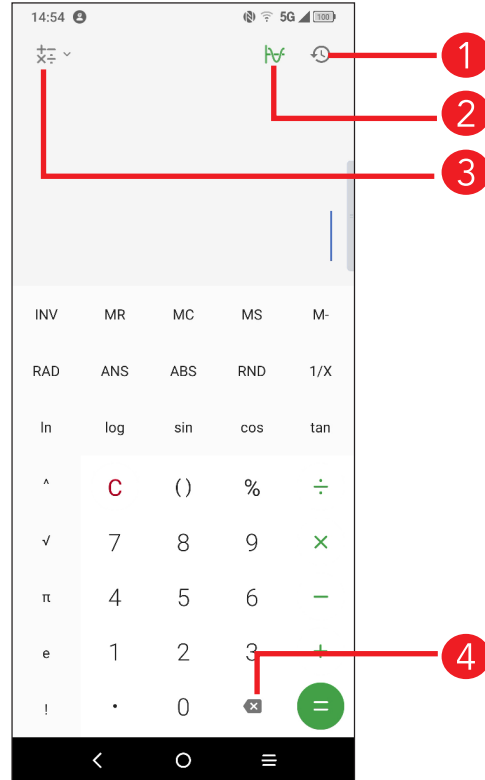 14:54 5G 100
1
2
3
INV MR MC MS M-
RAD ANS ABS RND 1/X
ln log sin cos tan
^ C ( ) % ÷
√ 7 8 9 ×
π 4 5 6 −
e 1 2 3 +
4
! . 0 =